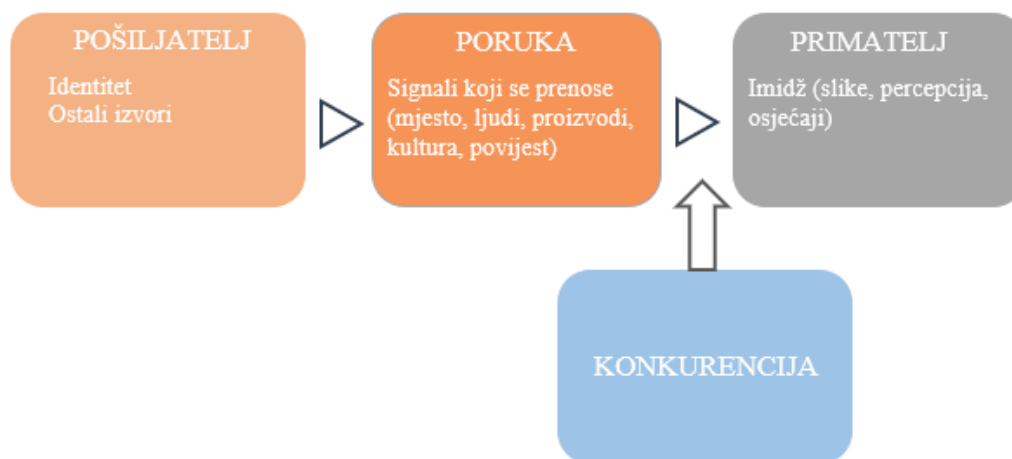 POŠILJATELJ
Identitet
Ostali izvori
PORUKA
Signali koji se prenose
(mjesto, ljudi, proizvodi,
kultura, povijest)
PRIMATELJ
Imidž (slike, percepcija,
osjećaji)
KONKURENCIJA